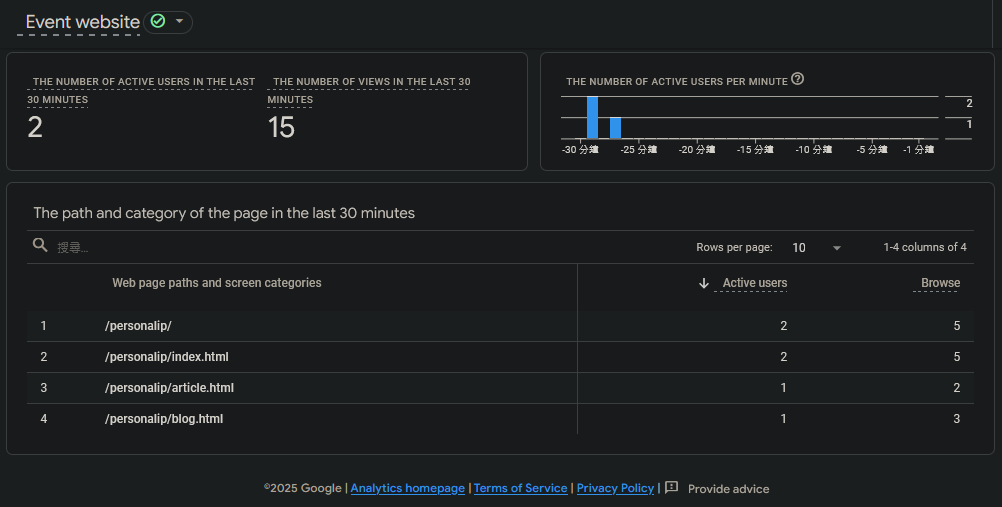 Event website
THE NUMBER OF ACTIVE USERS IN THE LAST
30 MINUTES
2
THE NUMBER OF VIEWS IN THE LAST 30
MINUTES
15
THE NUMBER OF ACTIVE USERS PER MINUTE
2
1
-30 分鐘 -25 分鐘 -20 分鐘 -15 分鐘 -10 分鐘 -5 分鐘 -1 分鐘
The path and category of the page in the last 30 minutes
搜尋... Rows per page: 10 1-4 columns of 4
Web page paths and screen categories Active users Browse
1 /personalip/ 2 5
2 /personalip/index.html 2 5
3 /personalip/article.html 1 2
4 /personalip/blog.html 1 3
©2025 Google | Analytics homepage | Terms of Service | Privacy Policy | Provide advice